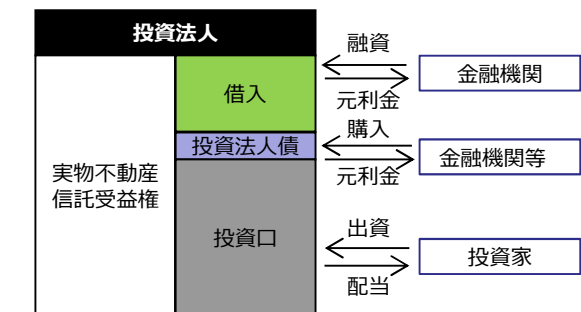 投資法人
実物不動産
信託受益権
借入
投資法人債
投資口
融資
元利金
金融機関
購入
元利金
金融機関等
出資
配当
投資家